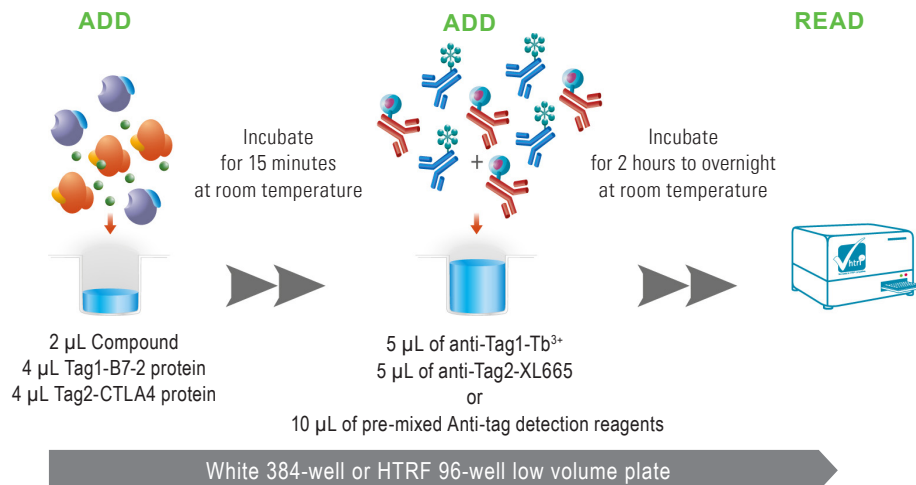 ADD
ADD
READ
Incubate
for 15 minutes
at room temperature
+
Incubate
for 2 hours to overnight
at room temperature
htrf
2 µL Compound
4 µL Tag1-B7-2 protein
4 µL Tag2-CTLA4 protein
5 µL of anti-Tag1-Tb³⁺
5 µL of anti-Tag2-XL665
or
10 µL of pre-mixed Anti-tag detection reagents
White 384-well or HTRF 96-well low volume plate